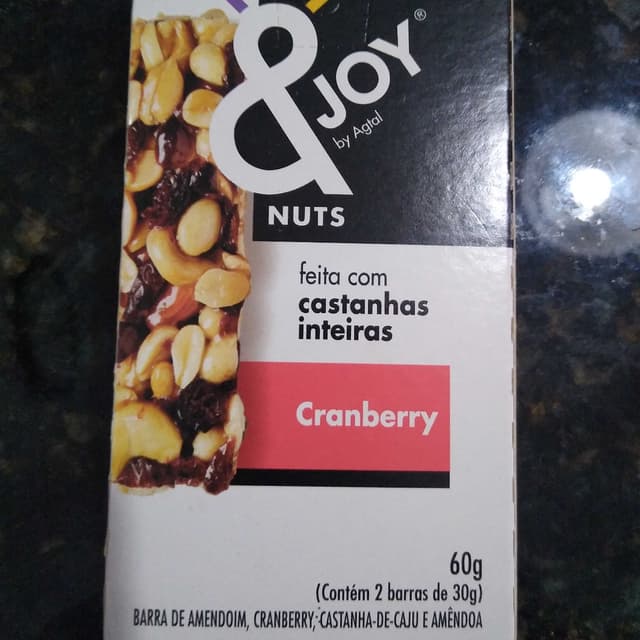 & JOY®
by Agtal
NUTS
feita com
castanhas
inteiras
Cranberry
60g
(Contém 2 barras de 30g)
BARRA DE AMENDOIM, CRANBERRY, CASTANHA-DE-CAJU E AMÊNDOA